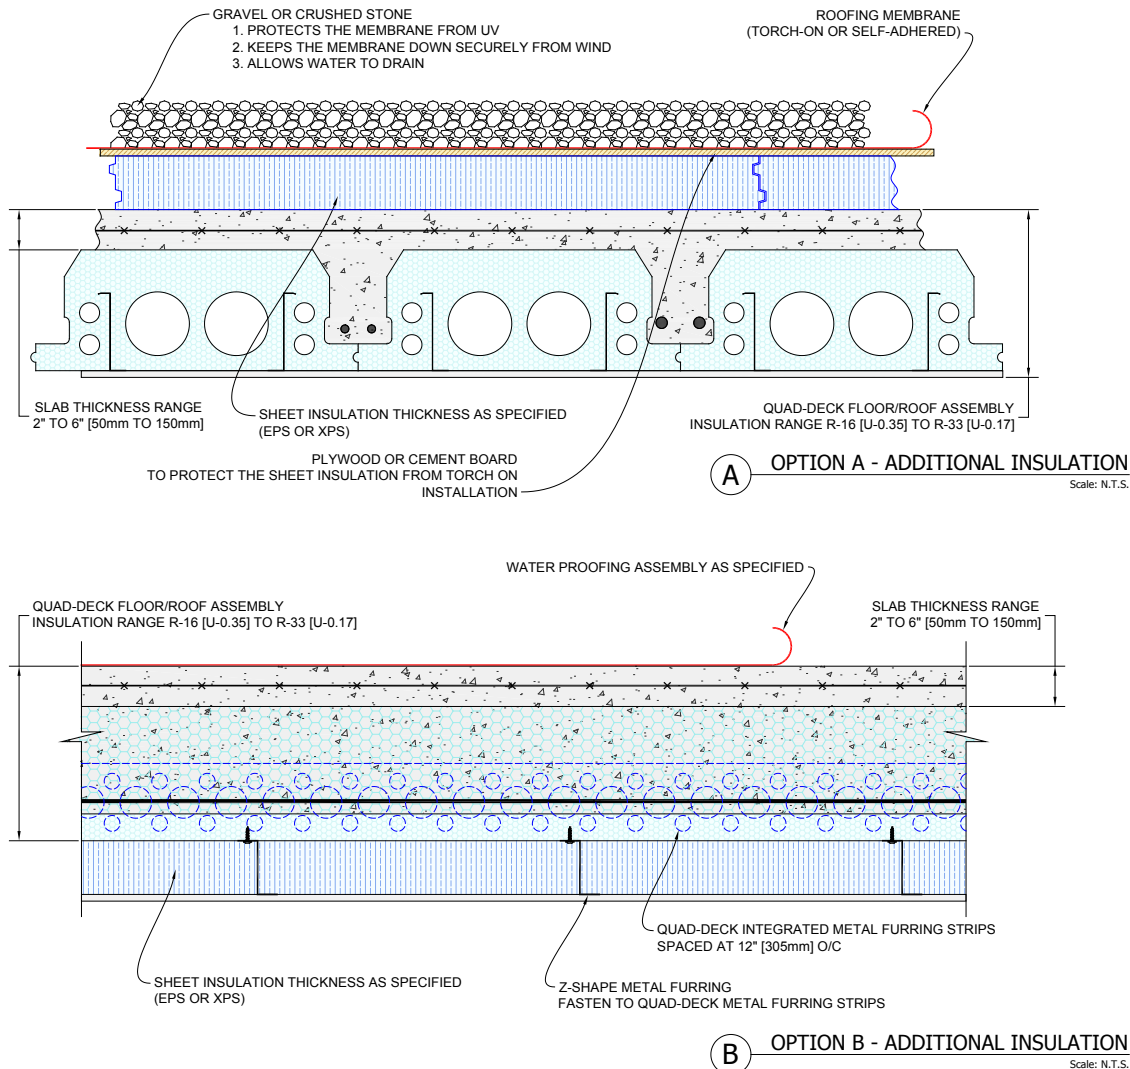 GRAVEL OR CRUSHED STONE
1. PROTECTS THE MEMBRANE FROM UV
2. KEEPS THE MEMBRANE DOWN SECURELY FROM WIND
3. ALLOWS WATER TO DRAIN
ROOFING MEMBRANE
(TORCH-ON OR SELF-ADHERED)
SLAB THICKNESS RANGE
2" TO 6" [50mm TO 150mm]
SHEET INSULATION THICKNESS AS SPECIFIED
(EPS OR XPS)
QUAD-DECK FLOOR/ROOF ASSEMBLY
INSULATION RANGE R-16 [U-0.35] TO R-33 [U-0.17]
PLYWOOD OR CEMENT BOARD
TO PROTECT THE SHEET INSULATION FROM TORCH ON
INSTALLATION
A
OPTION A - ADDITIONAL INSULATION
Scale: N.T.S.
WATER PROOFING ASSEMBLY AS SPECIFIED
QUAD-DECK FLOOR/ROOF ASSEMBLY
INSULATION RANGE R-16 [U-0.35] TO R-33 [U-0.17]
SLAB THICKNESS RANGE
2" TO 6" [50mm TO 150mm]
QUAD-DECK INTEGRATED METAL FURRING STRIPS
SPACED AT 12" [305mm] O/C
SHEET INSULATION THICKNESS AS SPECIFIED
(EPS OR XPS)
Z-SHAPE METAL FURRING
FASTEN TO QUAD-DECK METAL FURRING STRIPS
B
OPTION B - ADDITIONAL INSULATION
Scale: N.T.S.